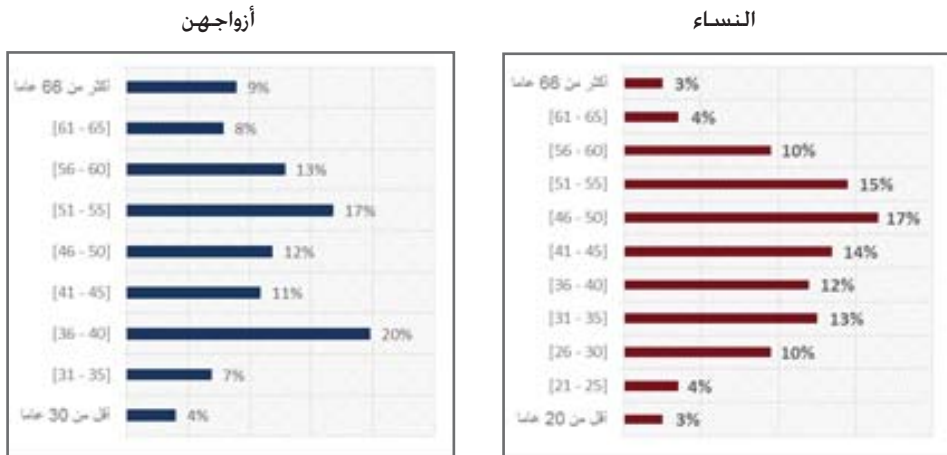 النساء
أكثر من 66 عاما 3%
[61 - 65] 4%
[56 - 60] 10%
[51 - 55] 15%
[46 - 50] 17%
[41 - 45] 14%
[36 - 40] 12%
[31 - 35] 13%
[26 - 30] 10%
[21 - 25] 4%
أقل من 20 عاما 3%
أزواجهن
أكثر من 66 عاما 9%
[61 - 65] 8%
[56 - 60] 13%
[51 - 55] 17%
[46 - 50] 12%
[41 - 45] 11%
[36 - 40] 20%
[31 - 35] 7%
أقل من 30 عاما 4%